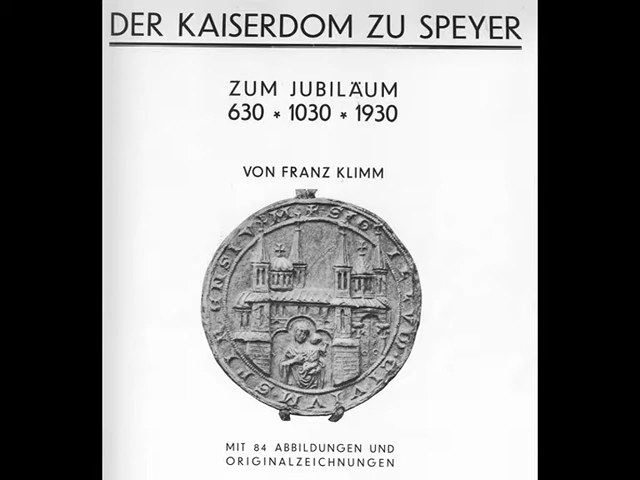 DER KAISERDOM ZU SPEYER
ZUM JUBILÄUM
630 * 1030 * 1930
VON FRANZ KLIMM
MIT 84 ABBILDUNGEN UND
ORIGINALZEICHNUNGEN